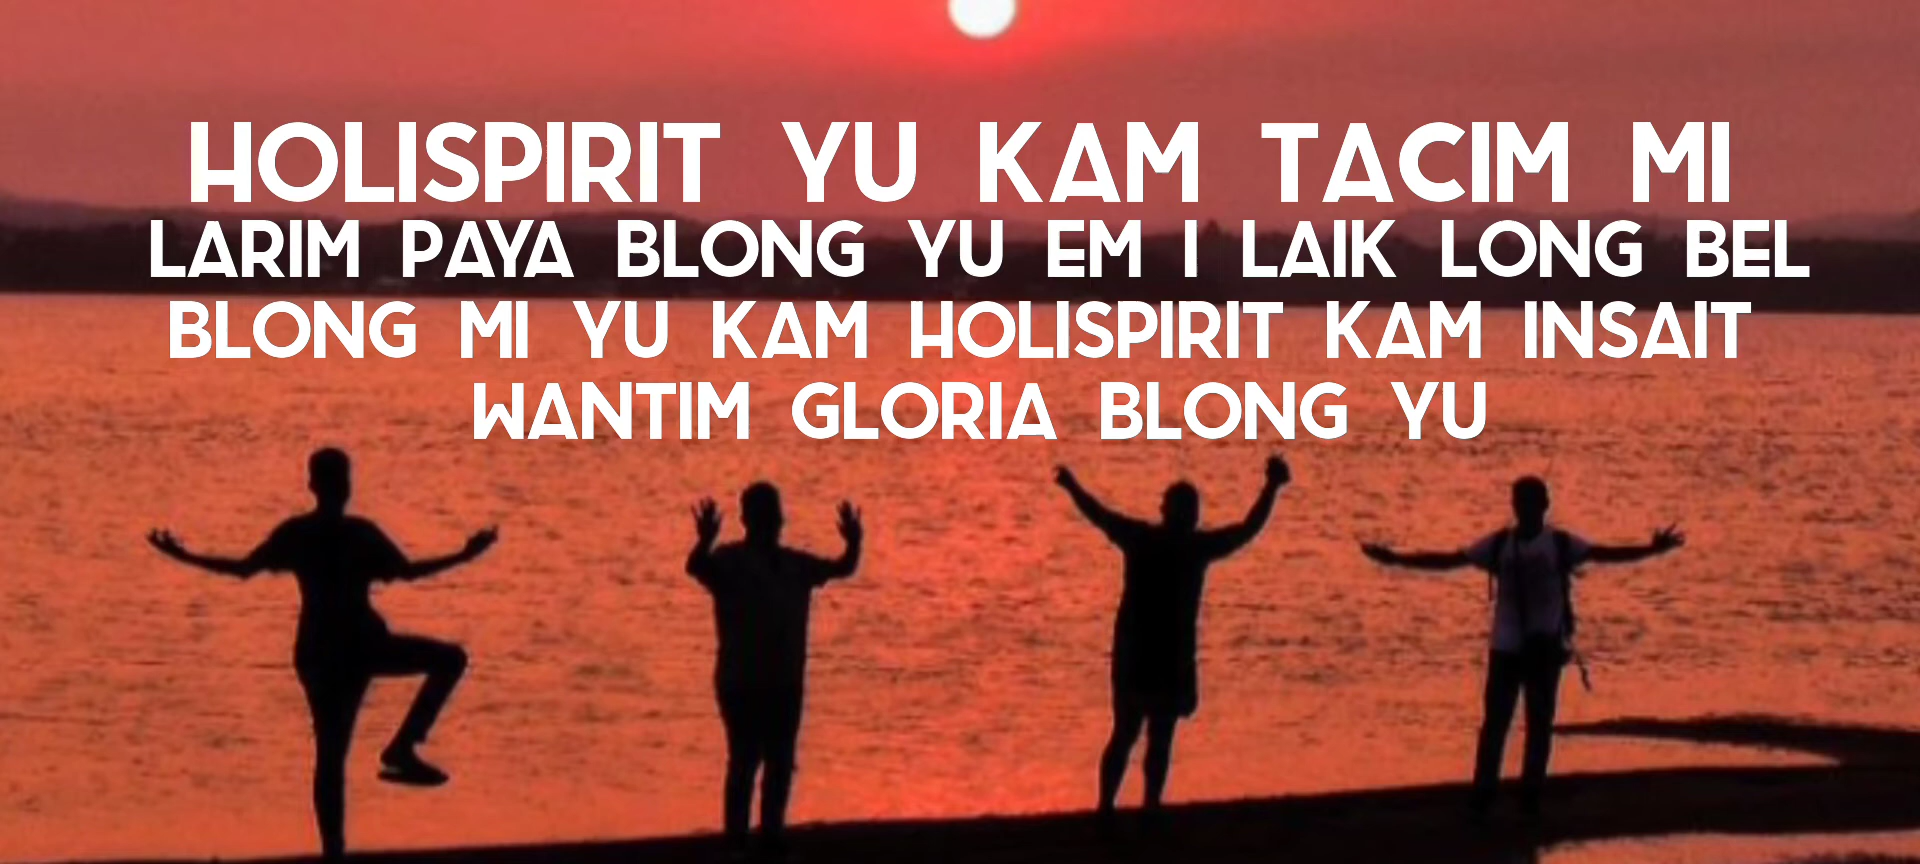 HOLISPIRIT YU KAM TACIM MI
LARIM PAYA BLONG YU EM I LAIK LONG BEL
BLONG MI YU KAM HOLISPIRIT KAM INSAIT
WANTIM GLORIA BLONG YU